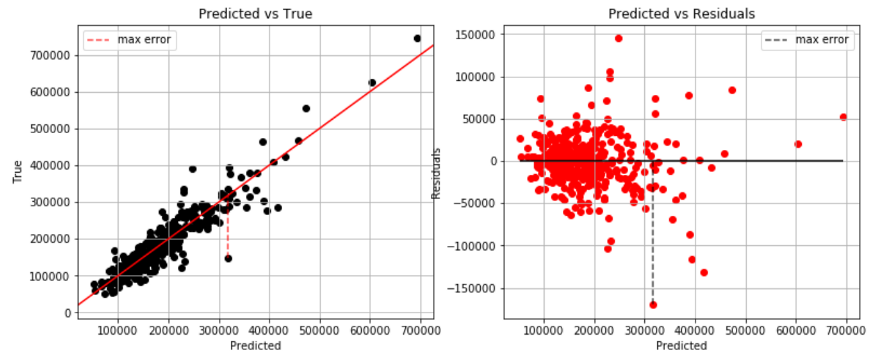 Predicted vs True
max error
700000
600000
500000
400000
300000
200000
100000
0
True
100000 200000 300000 400000 500000 600000 700000
Predicted
Predicted vs Residuals
max error
150000
100000
50000
0
−50000
−100000
−150000
Residuals
100000 200000 300000 400000 500000 600000 700000
Predicted